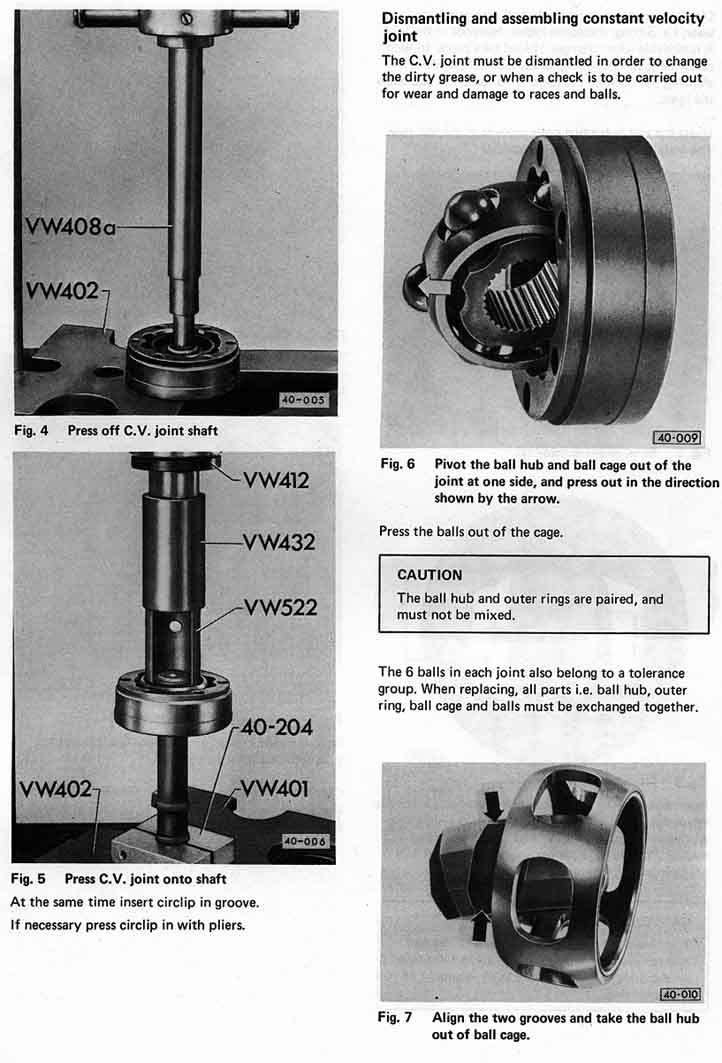 VW408a
VW402
40-005
Fig. 4 Press off C.V. joint shaft
VW412
VW432
VW522
40-204
VW402
VW401
40-006
Fig. 5 Press C.V. joint onto shaft
At the same time insert circlip in groove.
If necessary press circlip in with pliers.
Dismantling and assembling constant velocity
joint
The C.V. joint must be dismantled in order to change
the dirty grease, or when a check is to be carried out
for wear and damage to races and balls.
40-009
Fig. 6 Pivot the ball hub and ball cage out of the
joint at one side, and press out in the direction
shown by the arrow.
Press the balls out of the cage.
CAUTION
The ball hub and outer rings are paired, and
must not be mixed.
The 6 balls in each joint also belong to a tolerance
group. When replacing, all parts i.e. ball hub, outer
ring, ball cage and balls must be exchanged together.
40-010
Fig. 7 Align the two grooves and take the ball hub
out of ball cage.